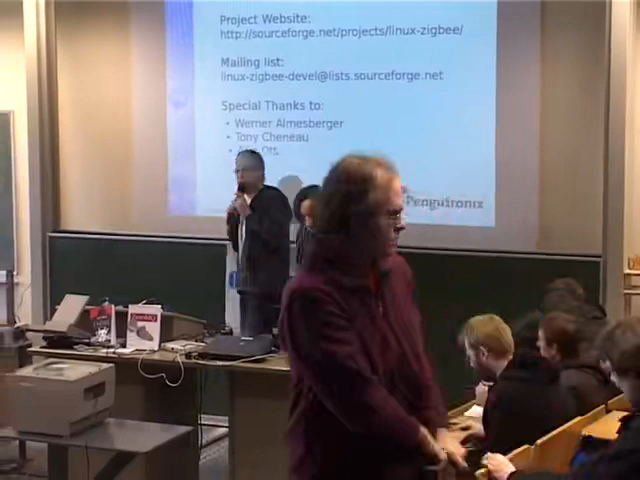 Project Website:
http://sourceforge.net/projects/linux-zigbee/
Mailing list:
linux-zigbee-devel@lists.sourceforge.net
Special Thanks to:
• Werner Almesberger
• Tony Cheneau
Penguitronix